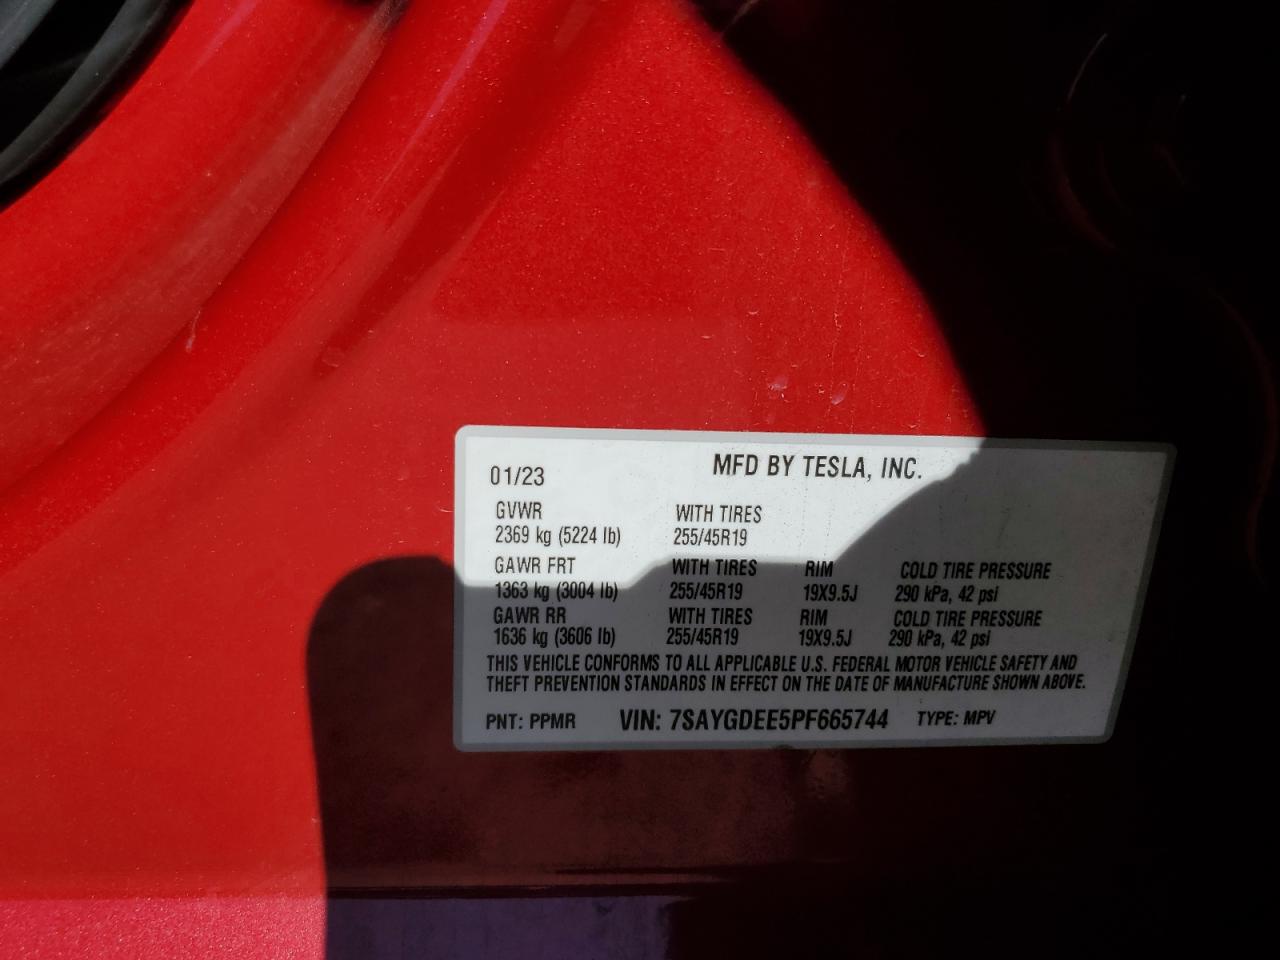 MFD BY TESLA, INC.
01/23
GVWR WITH TIRES
2369 kg (5224 lb) 255/45R19
GAWR FRT WITH TIRES RIM COLD TIRE PRESSURE
1363 kg (3004 lb) 255/45R19 19X9.5J 290 kPa, 42 psi
GAWR RR WITH TIRES RIM COLD TIRE PRESSURE
1636 kg (3606 lb) 255/45R19 19X9.5J 290 kPa, 42 psi
THIS VEHICLE CONFORMS TO ALL APPLICABLE U.S. FEDERAL MOTOR VEHICLE SAFETY AND
THEFT PREVENTION STANDARDS IN EFFECT ON THE DATE OF MANUFACTURE SHOWN ABOVE.
PNT: PPMR VIN: 7SAYGDEE5PF665744 TYPE: MPV